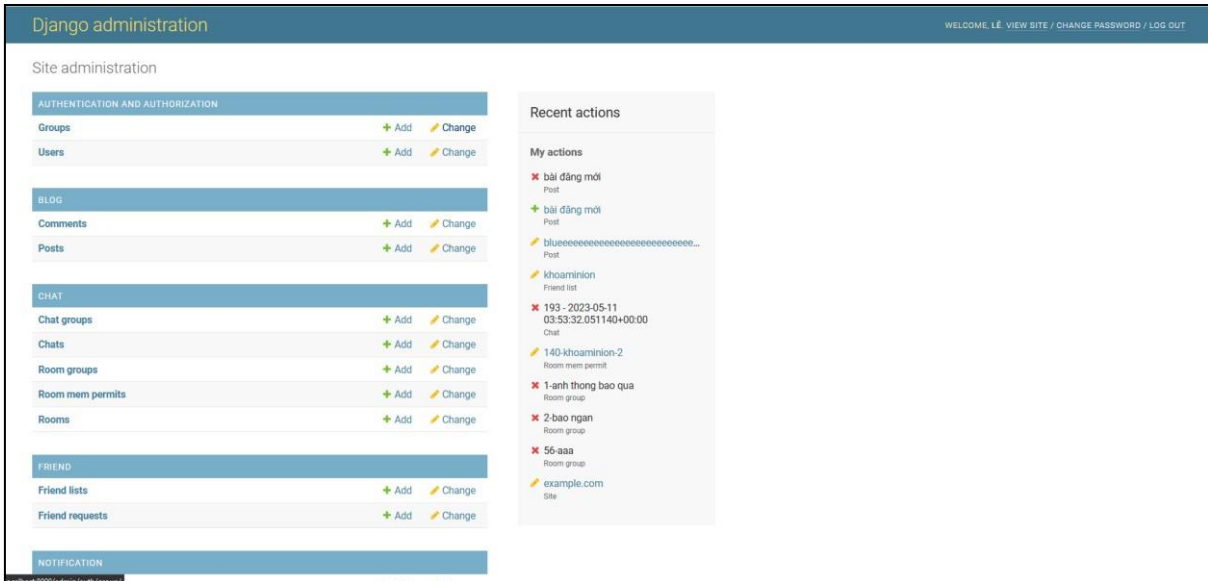 Django administration
WELCOME, LÊ. VIEW SITE / CHANGE PASSWORD / LOG OUT
Site administration
AUTHENTICATION AND AUTHORIZATION
Groups + Add Change
Users + Add Change
BLOG
Comments + Add Change
Posts + Add Change
CHAT
Chat groups + Add Change
Chats + Add Change
Room groups + Add Change
Room mem permits + Add Change
Rooms + Add Change
FRIEND
Friend lists + Add Change
Friend requests + Add Change
NOTIFICATION
Recent actions
My actions
bài đăng mới
Post
bài đăng mới
Post
Post
khoaminion
Friend list
193 - 2023-05-11
03:53:32.051140+00:00
Chat
140-khoaminion-2
Room mem permit
1-anh thong bao qua
Room group
2-bao ngan
Room group
56-aaa
Room group
example.com
Site